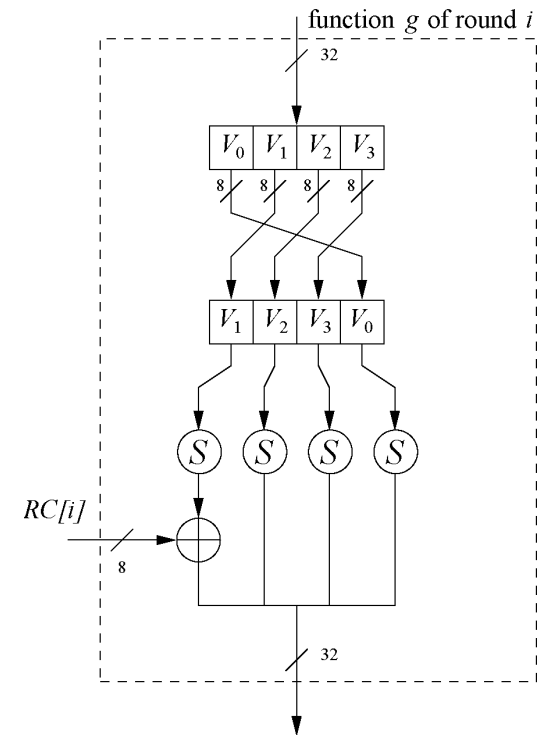 function g of round i
32
V0 V1 V2 V3
8 8 8 8
V1 V2 V3 V0
S S S S
RC[i]
8
32